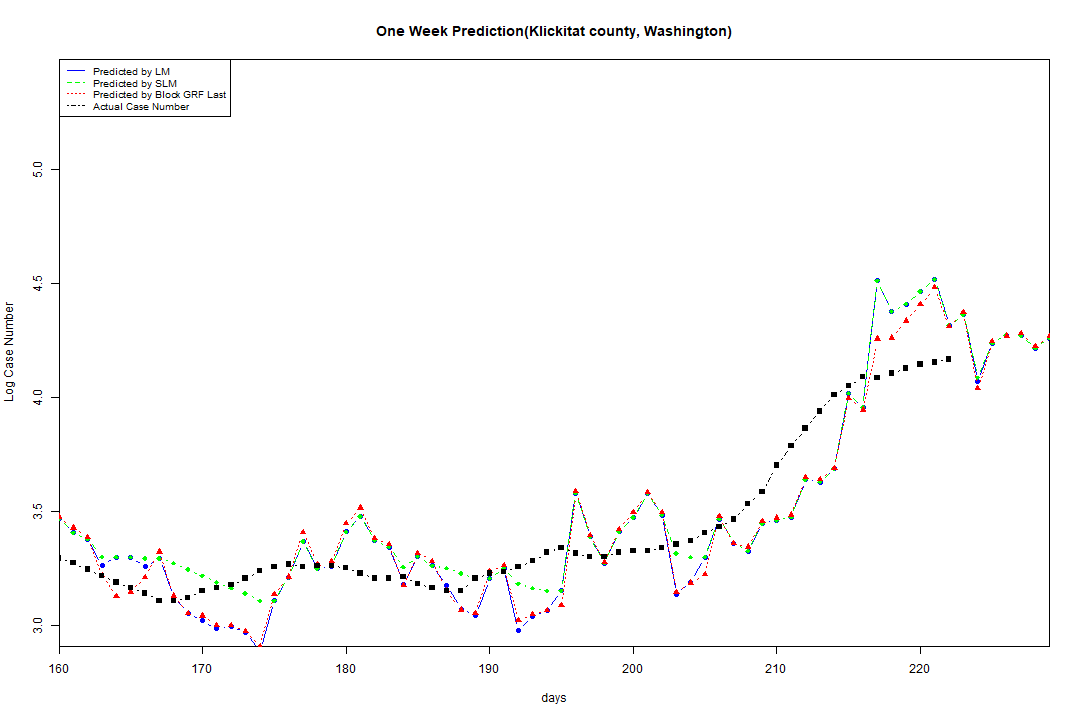 One Week Prediction(Klickitat county, Washington)
Predicted by LM
Predicted by SLM
Predicted by Block GRF Last
Actual Case Number
Log Case Number
5.0
4.5
4.0
3.5
3.0
160 170 180 190 200 210 220
days